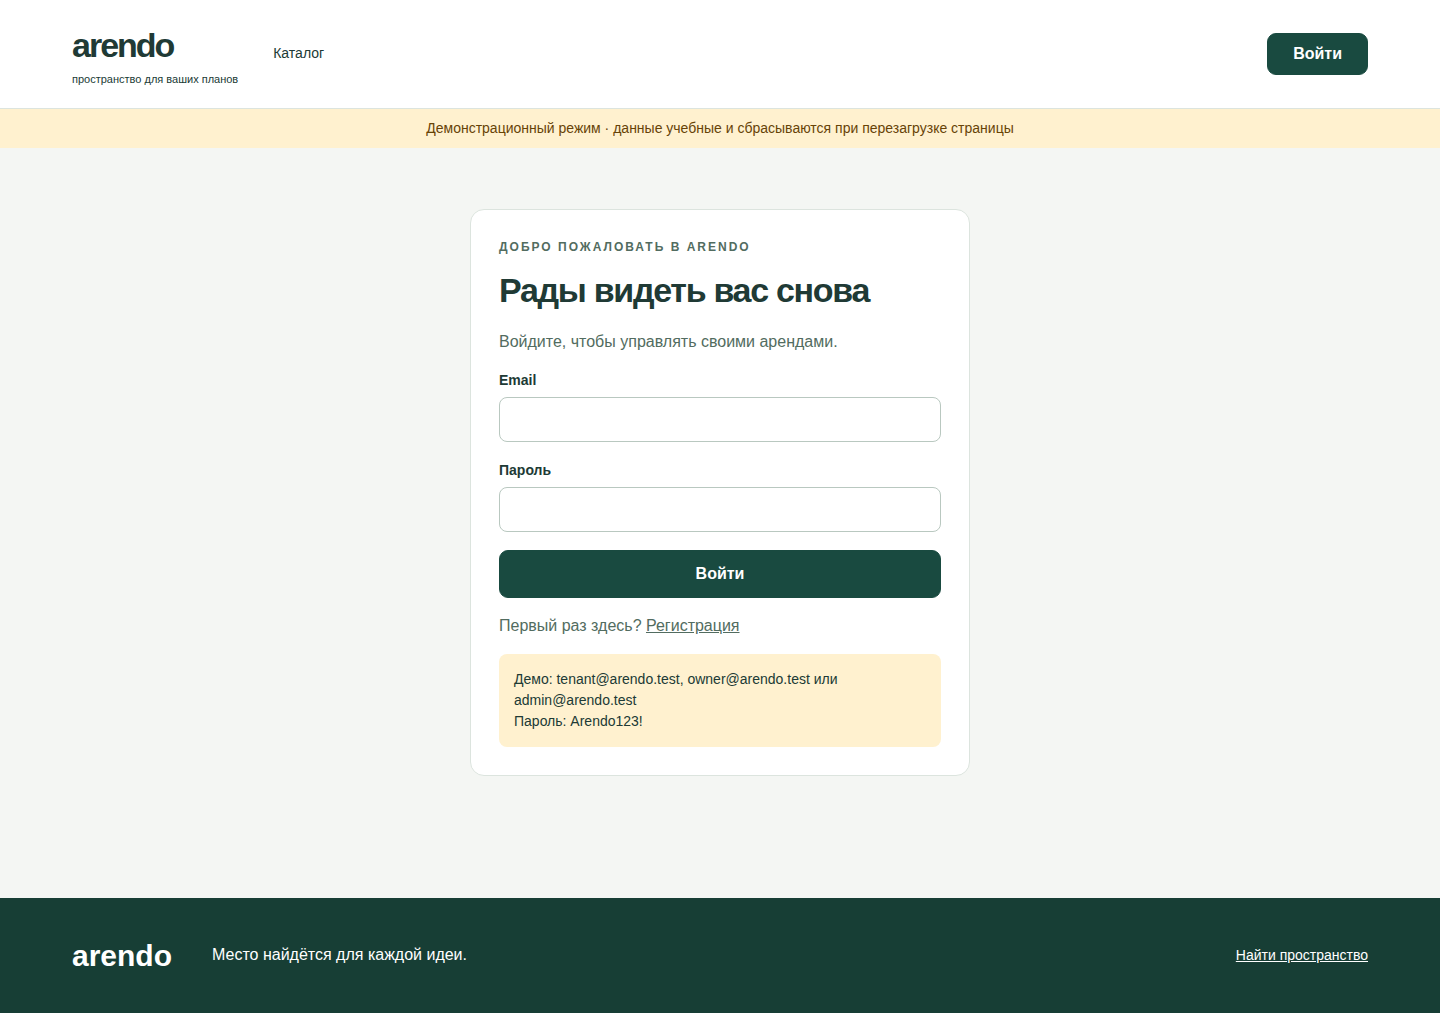 arendo
пространство для ваших планов
Каталог
Войти
Демонстрационный режим · данные учебные и сбрасываются при перезагрузке страницы
ДОБРО ПОЖАЛОВАТЬ В ARENDO
Рады видеть вас снова
Войдите, чтобы управлять своими арендами.
Email
Пароль
Войти
Первый раз здесь? Регистрация
Демо: tenant@arendo.test, owner@arendo.test или
admin@arendo.test
Пароль: Arendo123!
arendo
Место найдётся для каждой идеи.
Найти пространство